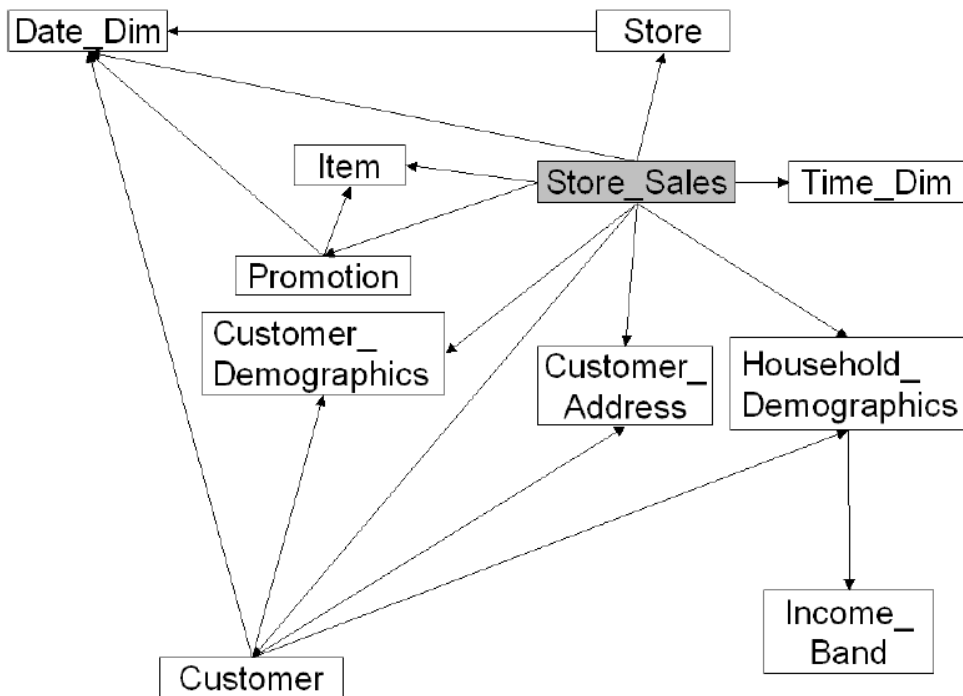 Date_Dim
Store
Item
Store_Sales
Time_Dim
Promotion
Customer_
Demographics
Customer_
Address
Household_
Demographics
Income_
Band
Customer